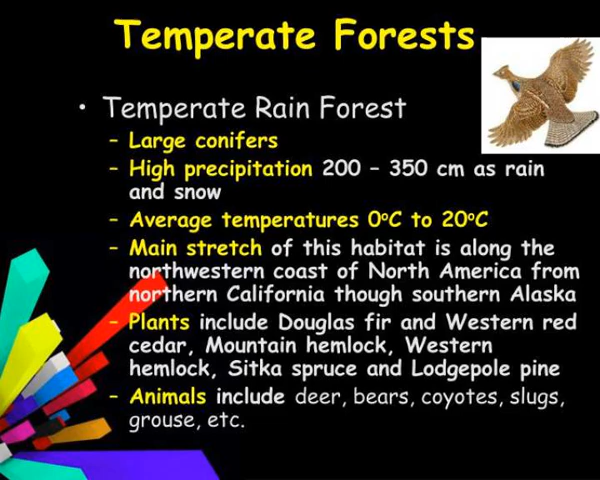 Temperate Forests
• Temperate Rain Forest
– Large conifers
– High precipitation 200 – 350 cm as rain
and snow
– Average temperatures 0ºC to 20ºC
– Main stretch of this habitat is along the
northwestern coast of North America from
northern California though southern Alaska
– Plants include Douglas fir and Western red
cedar, Mountain hemlock, Western
hemlock, Sitka spruce and Lodgepole pine
– Animals include deer, bears, coyotes, slugs,
grouse, etc.